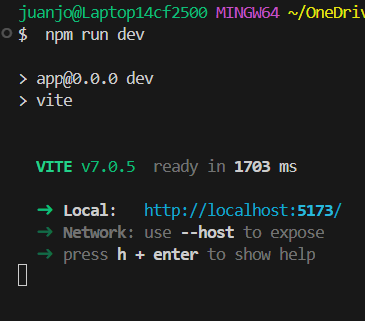 juanjo@Laptop14cf2500 MINGW64 ~/OneDriv
$ npm run dev
> app@0.0.0 dev
> vite
VITE v7.0.5 ready in 1703 ms
➜ Local: http://localhost:5173/
➜ Network: use --host to expose
➜ press h + enter to show help